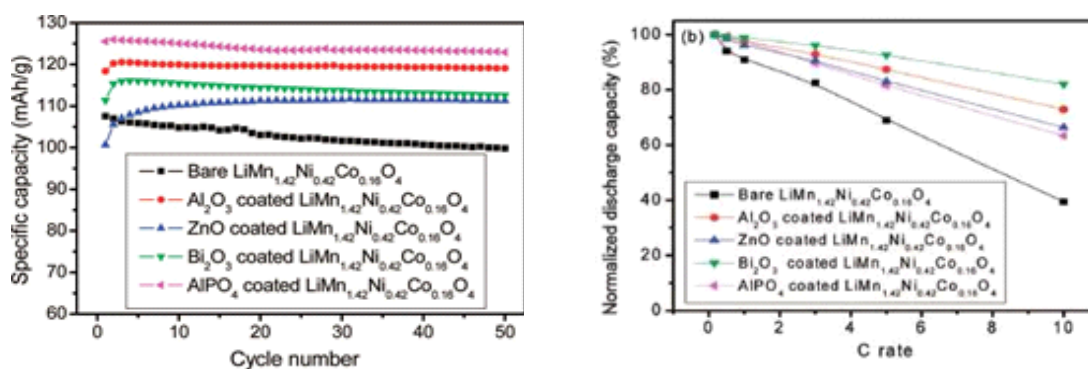 Specific capacity (mAh/g)
130
120
110
100
90
80
70
60
Bare LiMn₁.₄₂Ni₀.₄₂Co₀.₁₆O₄
Al₂O₃ coated LiMn₁.₄₂Ni₀.₄₂Co₀.₁₆O₄
ZnO coated LiMn₁.₄₂Ni₀.₄₂Co₀.₁₆O₄
Bi₂O₃ coated LiMn₁.₄₂Ni₀.₄₂Co₀.₁₆O₄
AlPO₄ coated LiMn₁.₄₂Ni₀.₄₂Co₀.₁₆O₄
0 10 20 30 40 50
Cycle number
Normalized discharge capacity (%)
(b)
100
80
60
40
20
0
Bare LiMn₁.₄₂Ni₀.₄₂Co₀.₁₆O₄
Al₂O₃ coated LiMn₁.₄₂Ni₀.₄₂Co₀.₁₆O₄
ZnO coated LiMn₁.₄₂Ni₀.₄₂Co₀.₁₆O₄
Bi₂O₃ coated LiMn₁.₄₂Ni₀.₄₂Co₀.₁₆O₄
AlPO₄ coated LiMn₁.₄₂Ni₀.₄₂Co₀.₁₆O₄
0 2 4 6 8 10
C rate